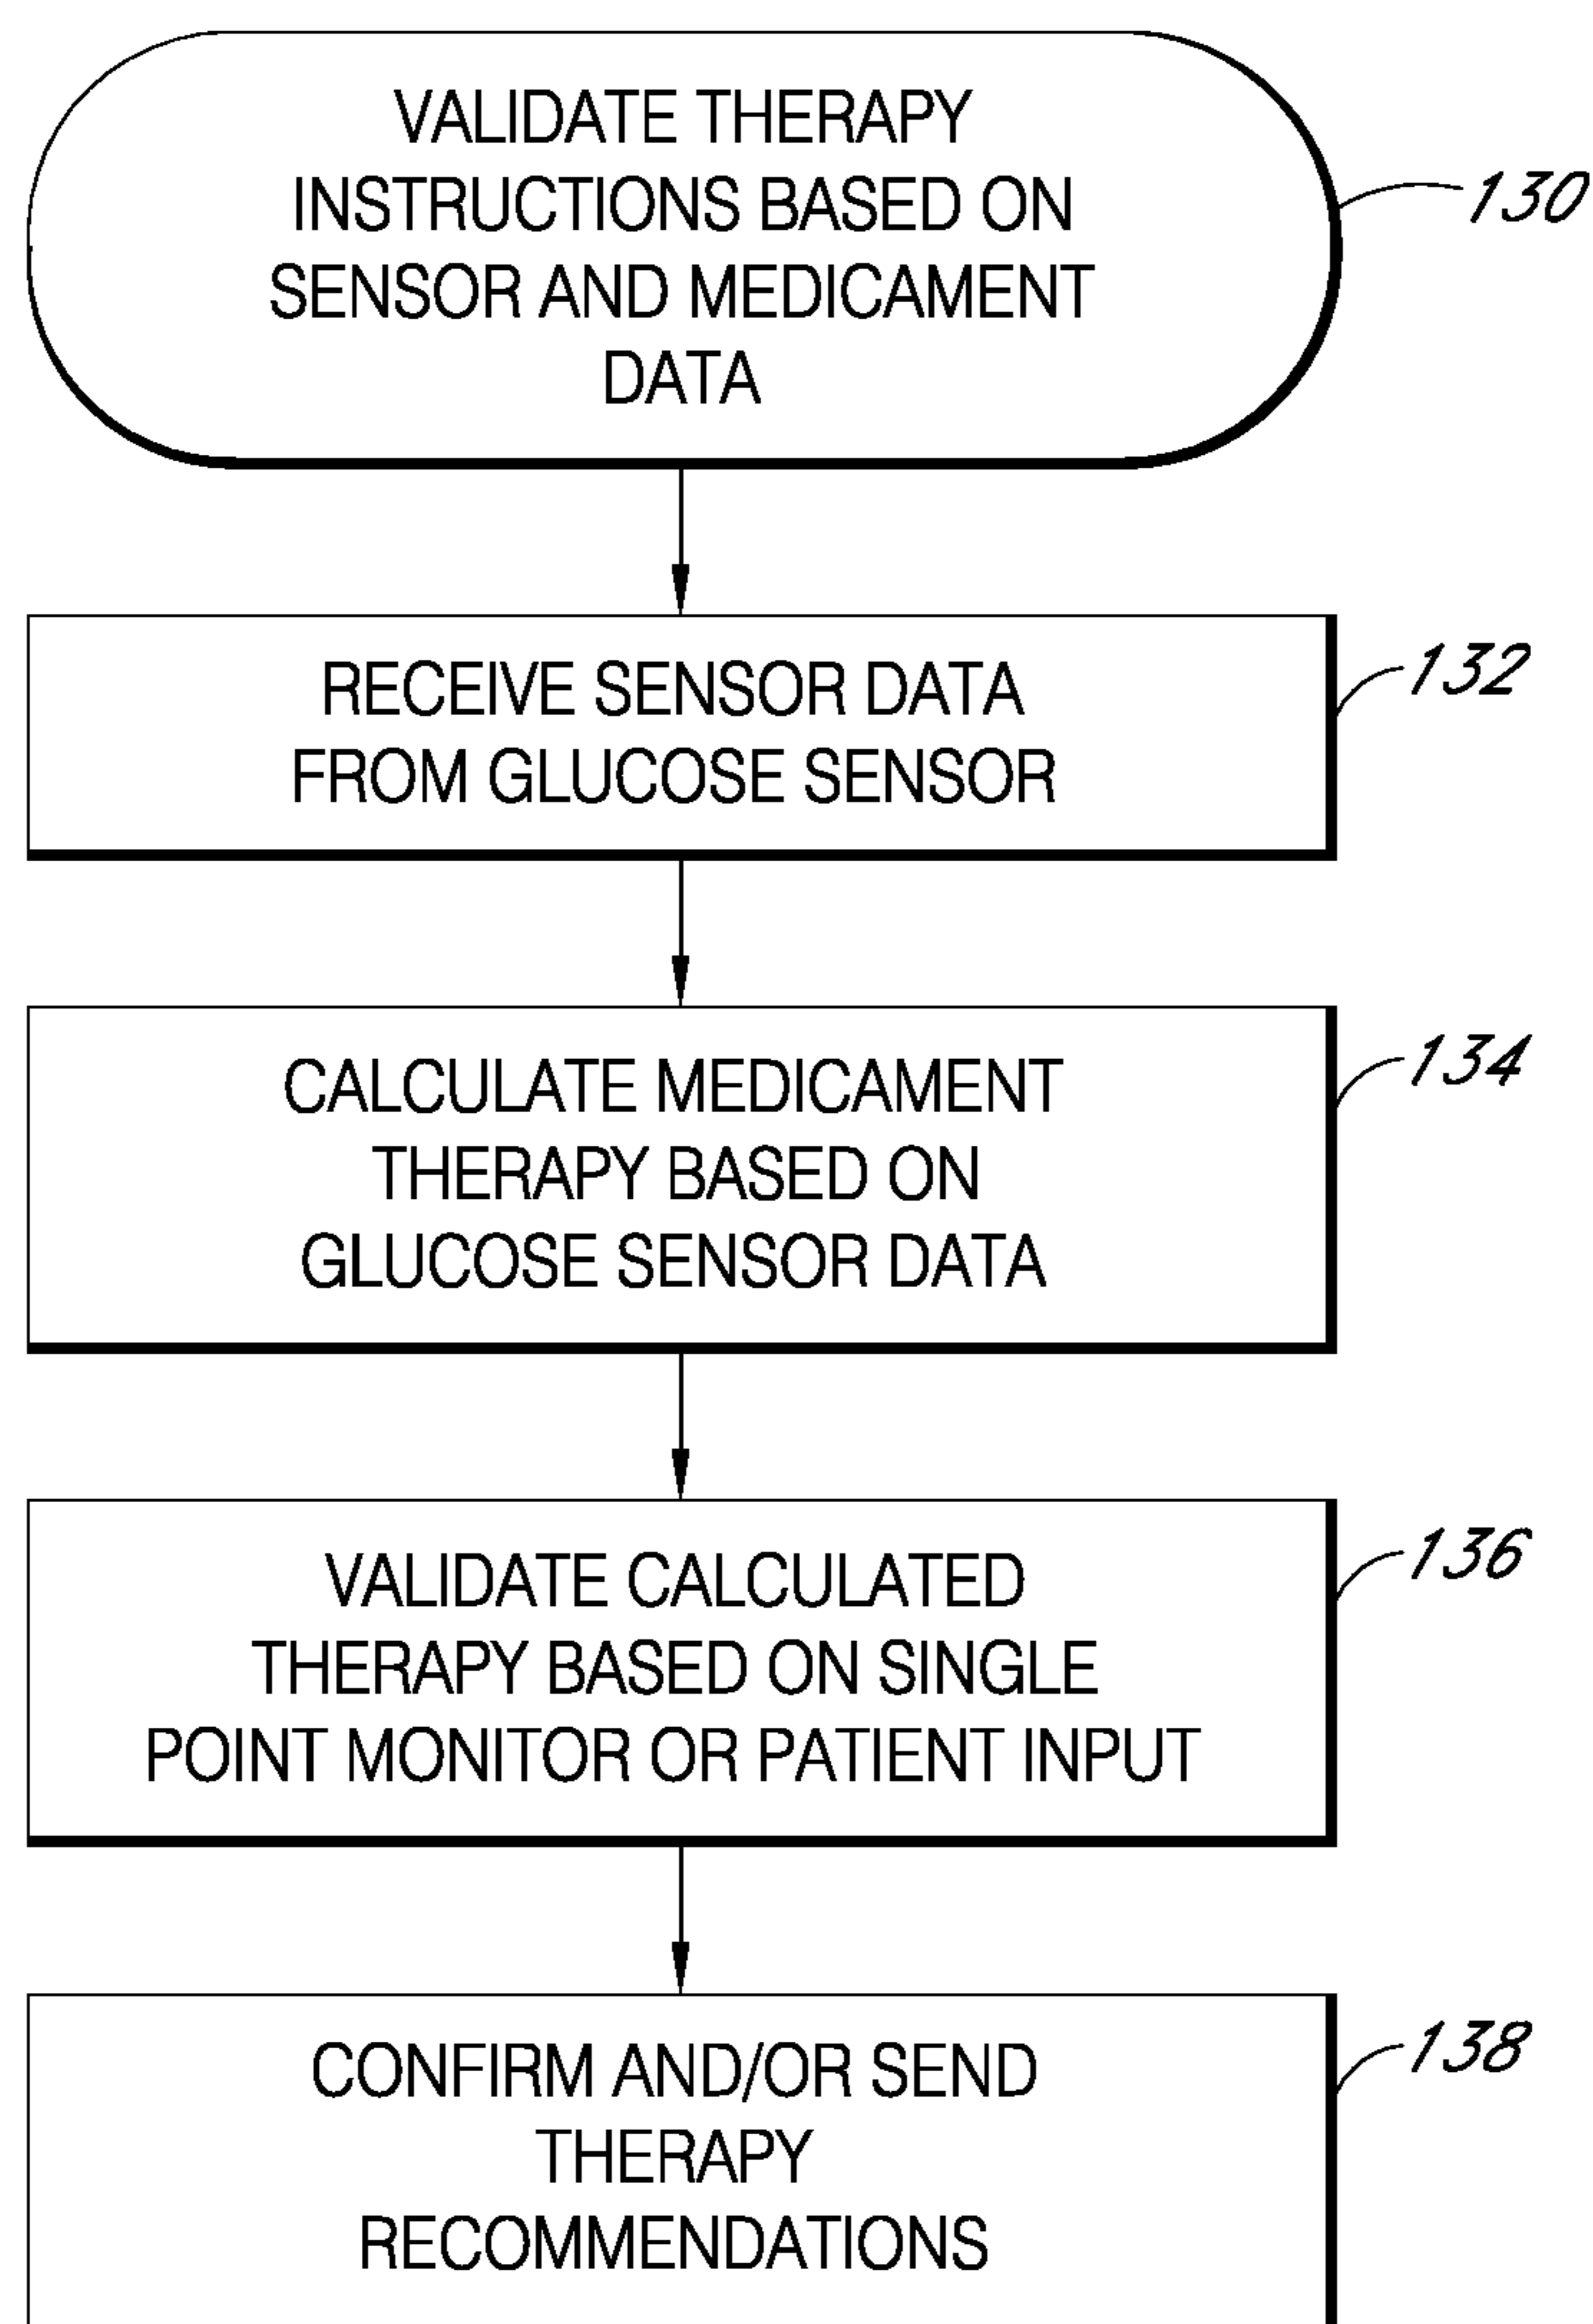 VALIDATE THERAPY
INSTRUCTIONS BASED ON
SENSOR AND MEDICAMENT
DATA
130
RECEIVE SENSOR DATA
FROM GLUCOSE SENSOR
132
CALCULATE MEDICAMENT
THERAPY BASED ON
GLUCOSE SENSOR DATA
134
VALIDATE CALCULATED
THERAPY BASED ON SINGLE
POINT MONITOR OR PATIENT INPUT
136
CONFIRM AND/OR SEND
THERAPY
RECOMMENDATIONS
138